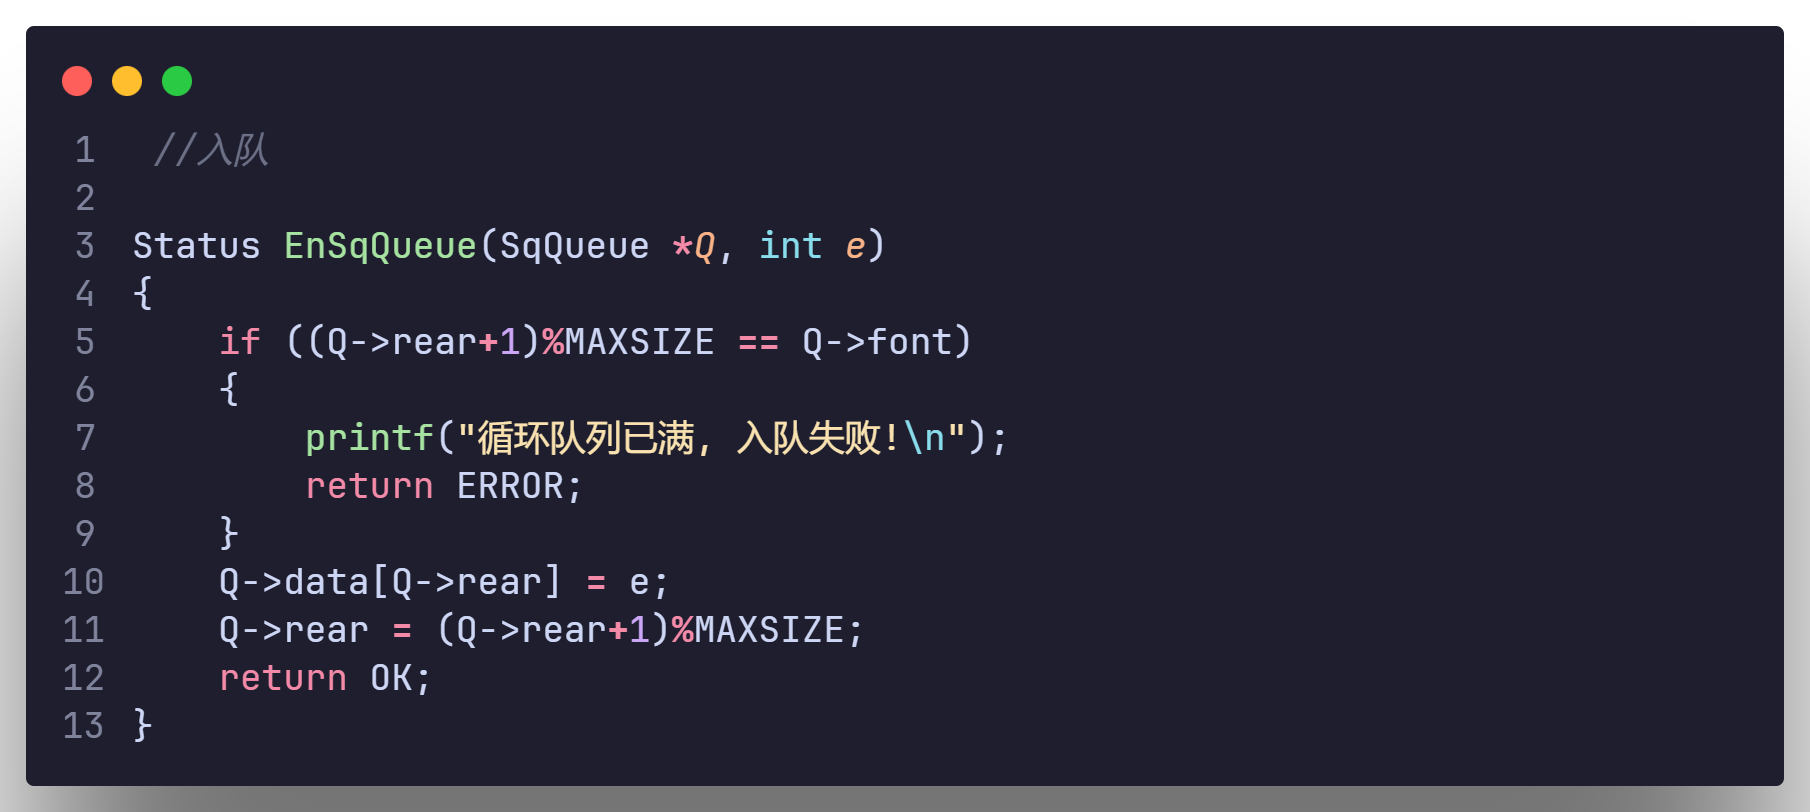 1 //入队
2
3 Status EnSqQueue(SqQueue *Q, int e)
4 {
5     if ((Q->rear+1)%MAXSIZE == Q->font)
6     {
7         printf("循环队列已满, 入队失败!\n");
8         return ERROR;
9     }
10     Q->data[Q->rear] = e;
11     Q->rear = (Q->rear+1)%MAXSIZE;
12     return OK;
13 }